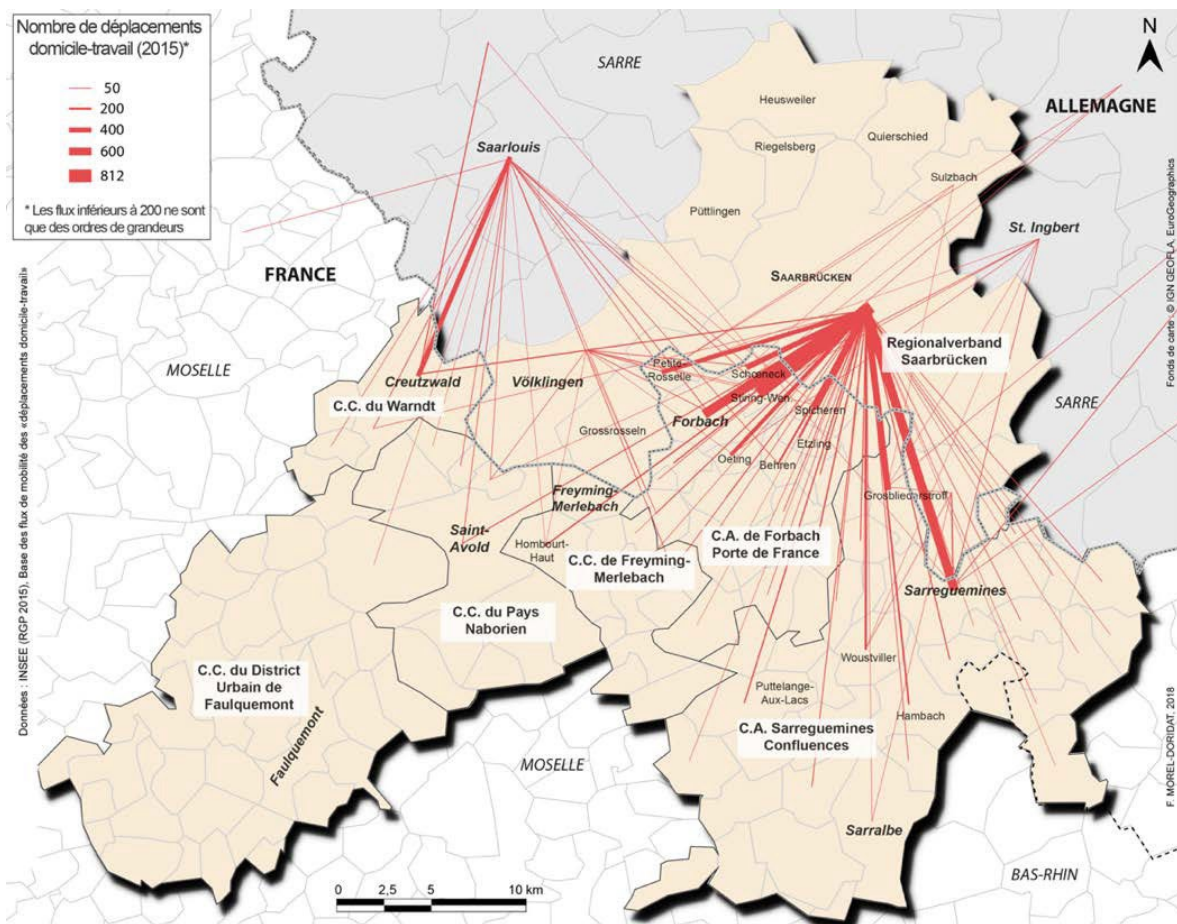 Nombre de déplacements
domicile-travail (2015)*
50
200
400
600
812
* Les flux inférieurs à 200 ne sont
que des ordres de grandeurs
N
SARRE
ALLEMAGNE
Heusweiler
Riegelsberg
Quierschied
Sulzbach
Saarlouis
Püttlingen
St. Ingbert
FRANCE
SAARBRÜCKEN
Regionalverband
Saarbrücken
MOSELLE
Creutzwald
C.C. du Warndt
Völklingen
Petite-
Rosselle
Schœneck
Stiring-Wen.
Forbach
Spicheren
SARRE
Grossrosseln
Etzling
Oeting
Behren
Freyming-
Merlebach
Grosbliederstroff
Saint-
Avold
Hombourt-
Haut
C.A. de Forbach
Porte de France
C.C. de Freyming-
Merlebach
Sarreguemines
C.C. du Pays
Naborien
Woustviller
C.C. du District
Urbain de
Faulquemont
Puttelange-
Aux-Lacs
Hambach
C.A. Sarreguemines
Confluences
Faulquemont
MOSELLE
Sarralbe
BAS-RHIN
0 2,5 5 10 km
Données : INSEE (RGP 2015), Base des flux de mobilité des «déplacements domicile-travail»
Fonds de carte : © IGN GEOFLA, EuroGeographics
F. MOREL-DORIDAT, 2018